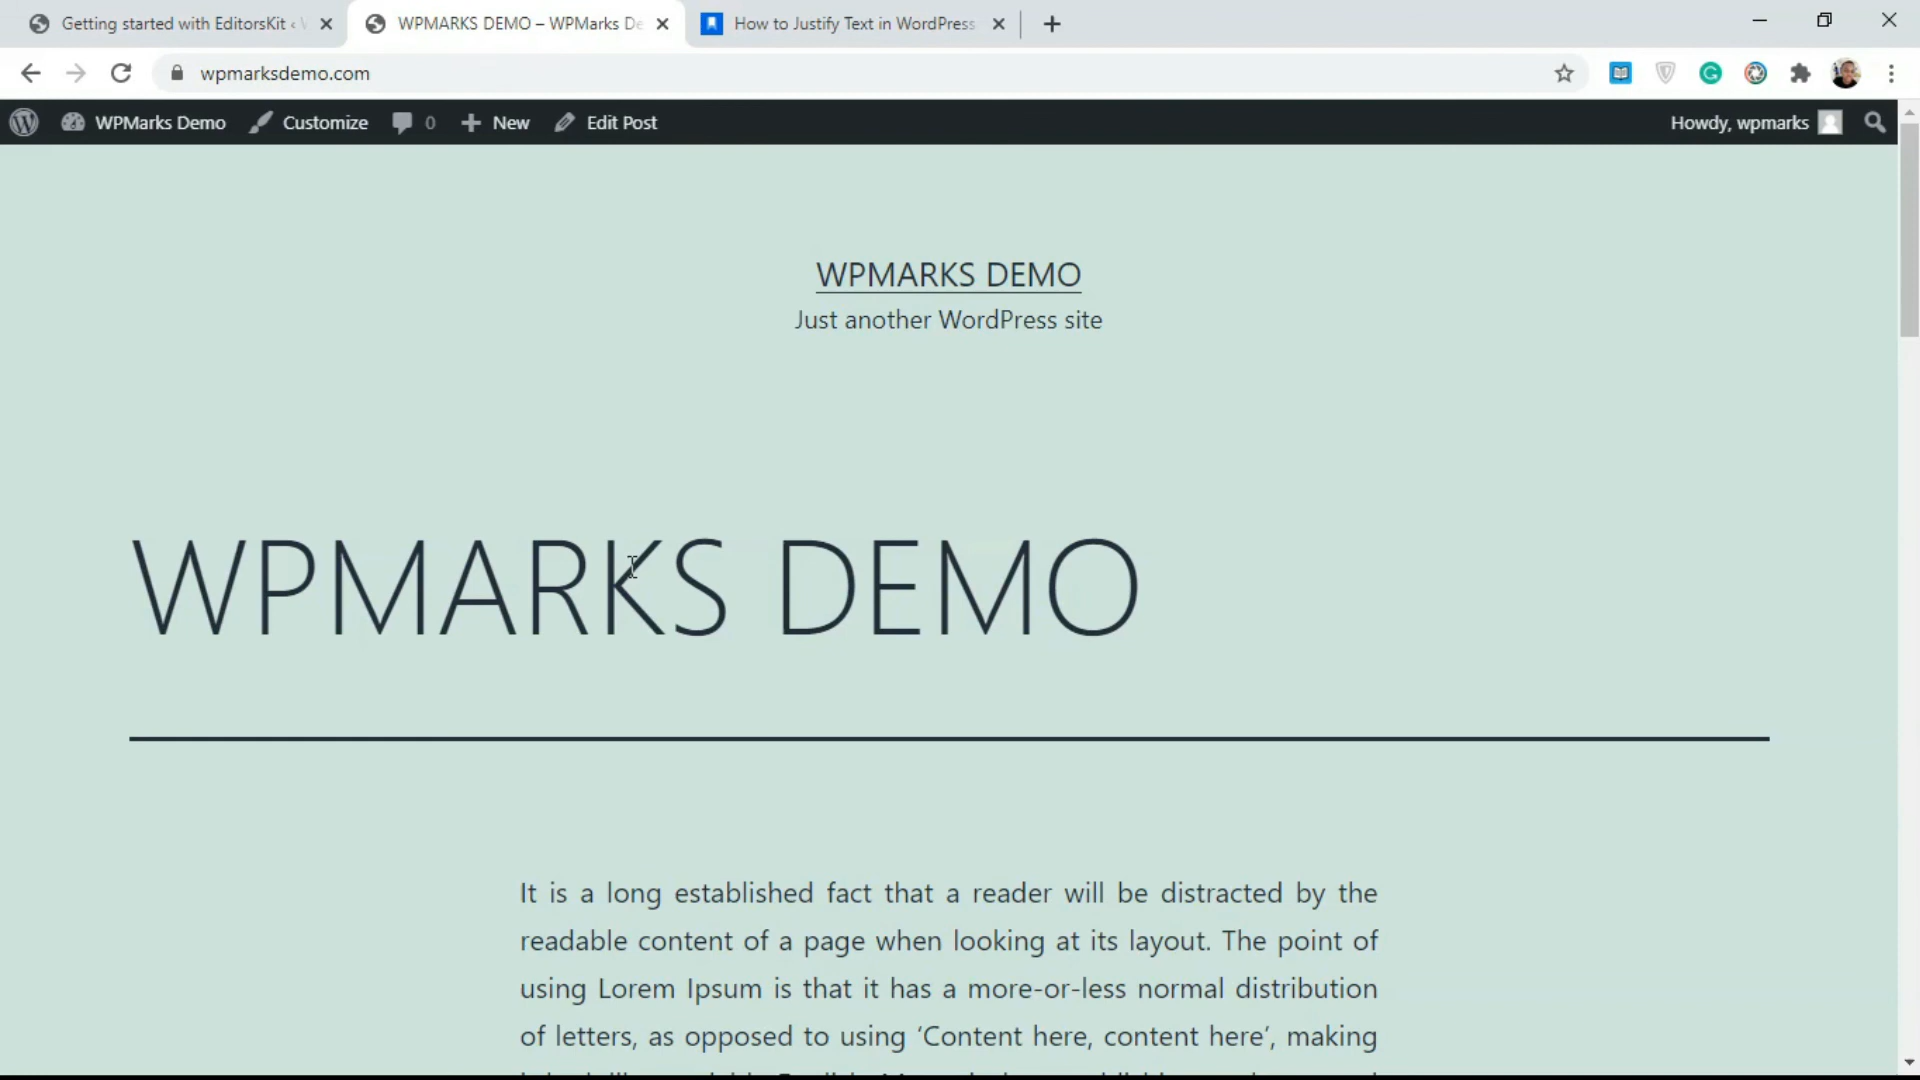 Getting started with EditorsKit ‹
WPMARKS DEMO – WPMarks De
How to Justify Text in WordPress
wpmarksdemo.com
WPMarks Demo
Customize
0
New
Edit Post
Howdy, wpmarks
WPMARKS DEMO
Just another WordPress site
WPMARKS DEMO
It is a long established fact that a reader will be distracted by the
readable content of a page when looking at its layout. The point of
using Lorem Ipsum is that it has a more-or-less normal distribution
of letters, as opposed to using ‘Content here, content here’, making